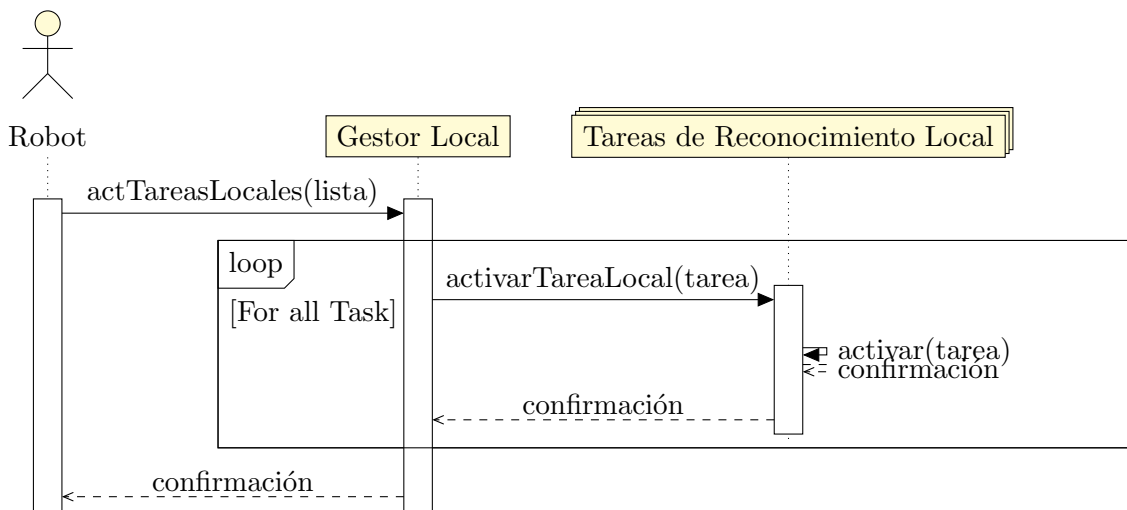 Robot
Gestor Local
Tareas de Reconocimiento Local
actTareasLocales(lista)
loop
activarTareaLocal(tarea)
[For all Task]
activar(tarea)
confirmación
confirmación
confirmación